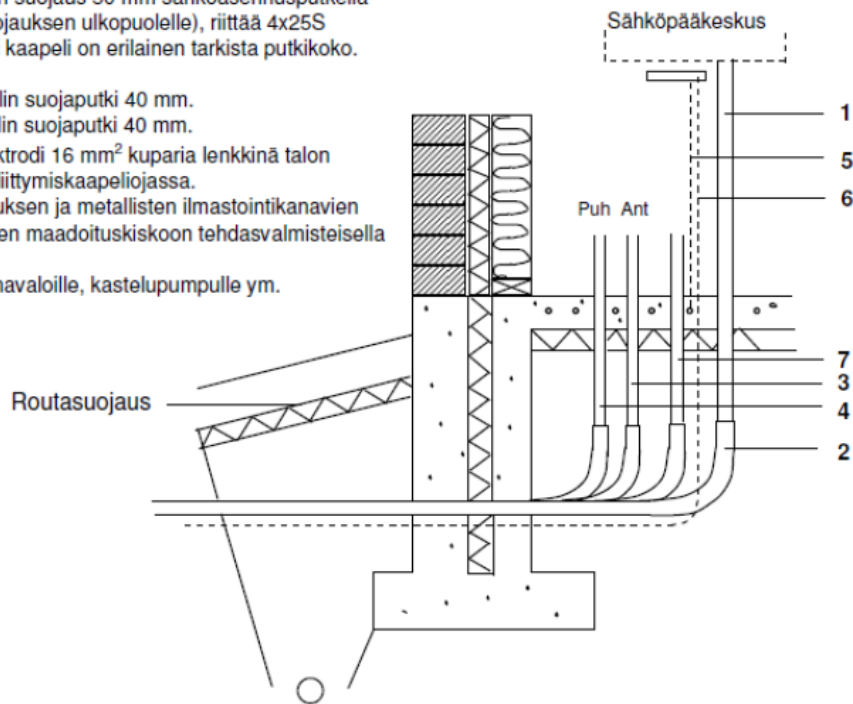 suojaus 50 mm sähköasennusputkella
ojauksen ulkopuolelle), riittää 4x25S
kaapeli on erilainen tarkista putkikoko.
lin suojaputki 40 mm.
lin suojaputki 40 mm.
ktrodi 16 mm² kuparia lenkkinä talon
iittymiskaapeliojassa.
uksen ja metallisten ilmastointikanavien
en maadoituskiskoon tehdasvalmisteisella
navaloille, kastelupumpulle ym.
Sähköpääkeskus
1
5
6
Puh Ant
7
3
4
2
Routasuojaus